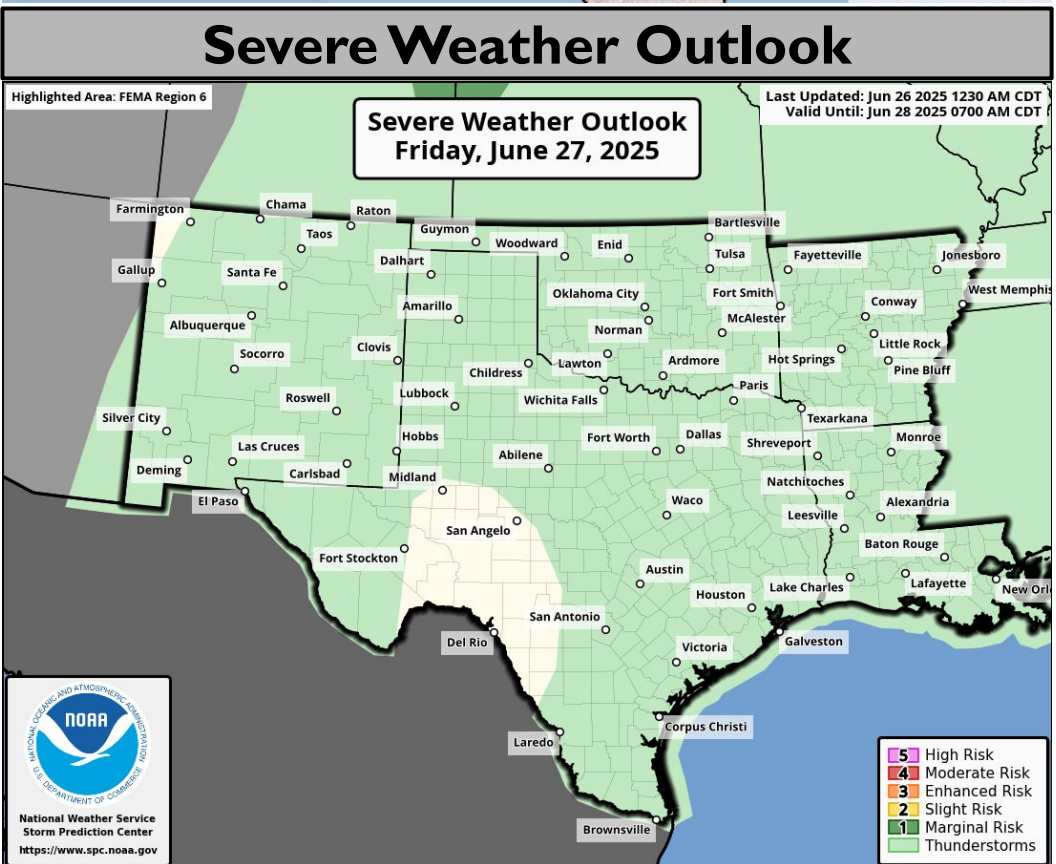 Severe Weather Outlook
Highlighted Area: FEMA Region 6
Severe Weather Outlook
Friday, June 27, 2025
Last Updated: Jun 26 2025 1230 AM CDT
Valid Until: Jun 28 2025 0700 AM CDT
Farmington
Chama
Raton
Taos
Guymon
Woodward
Enid
Bartlesville
Tulsa
Fayetteville
Jonesboro
Gallup
Santa Fe
Dalhart
Amarillo
Oklahoma City
Fort Smith
Conway
West Memphis
Albuquerque
Norman
McAlester
Little Rock
Socorro
Clovis
Childress
Lawton
Ardmore
Hot Springs
Pine Bluff
Roswell
Lubbock
Wichita Falls
Paris
Texarkana
Silver City
Las Cruces
Hobbs
Abilene
Fort Worth
Dallas
Shreveport
Monroe
Deming
Carlsbad
Midland
Natchitoches
El Paso
San Angelo
Waco
Leesville
Alexandria
Fort Stockton
Baton Rouge
Austin
Houston
Lake Charles
Lafayette
New Orl
Del Rio
San Antonio
Victoria
Galveston
Laredo
Corpus Christi
Brownsville
NATIONAL OCEANIC AND ATMOSPHERIC ADMINISTRATION
NOAA
U.S. DEPARTMENT OF COMMERCE
National Weather Service
Storm Prediction Center
https://www.spc.noaa.gov
5 High Risk
4 Moderate Risk
3 Enhanced Risk
2 Slight Risk
1 Marginal Risk
Thunderstorms